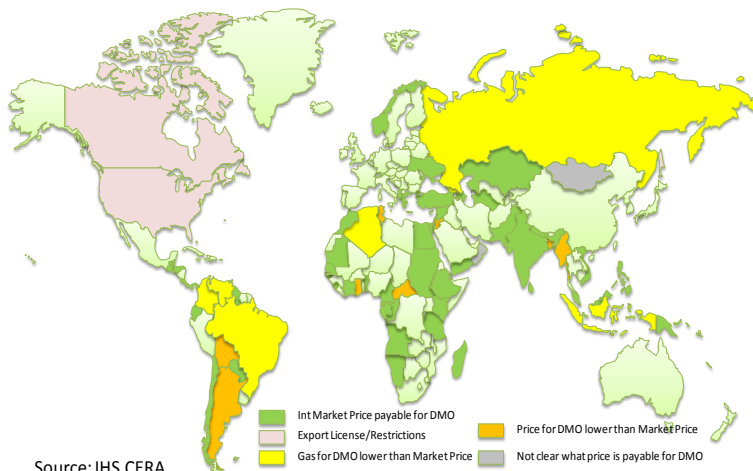 Int Market Price payable for DMO
Export License/Restrictions
Gas for DMO lower than Market Price
Price for DMO lower than Market Price
Not clear what price is payable for DMO
Source: IHS CERA